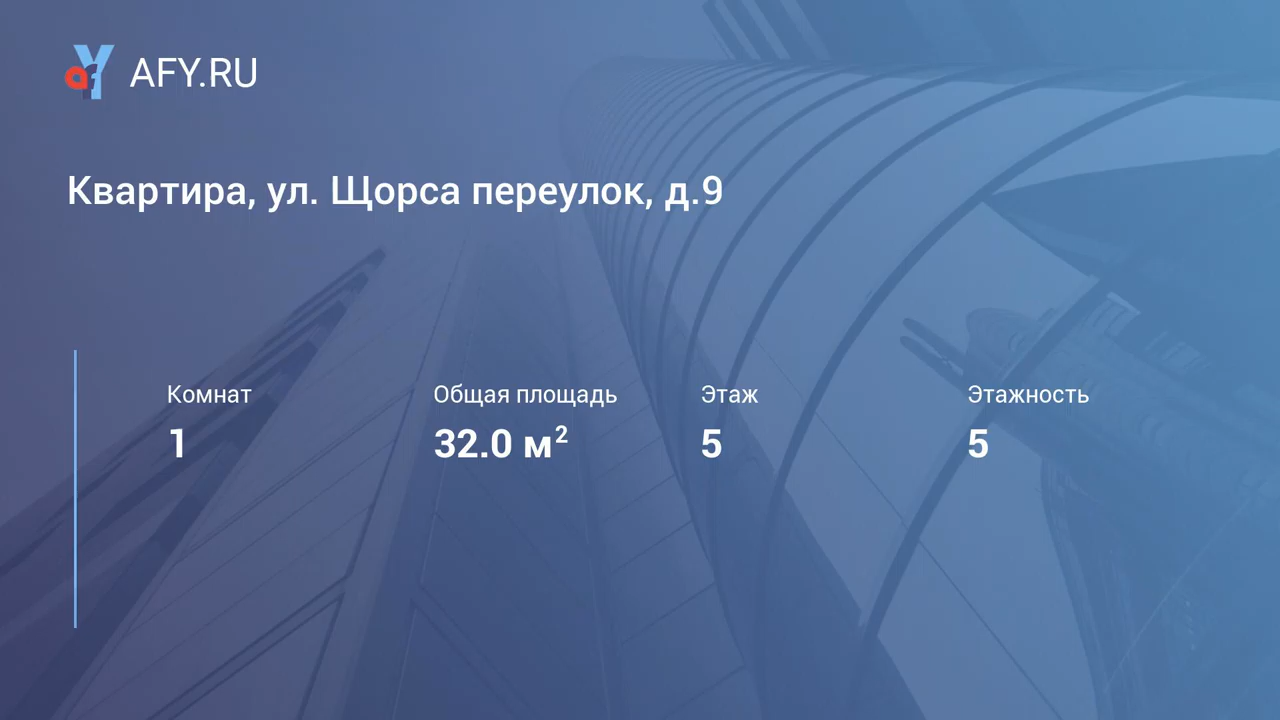 AFY.RU
Квартира, ул. Щорса переулок, д.9
Комнат Общая площадь Этаж Этажность
1 32.0 м² 5 5